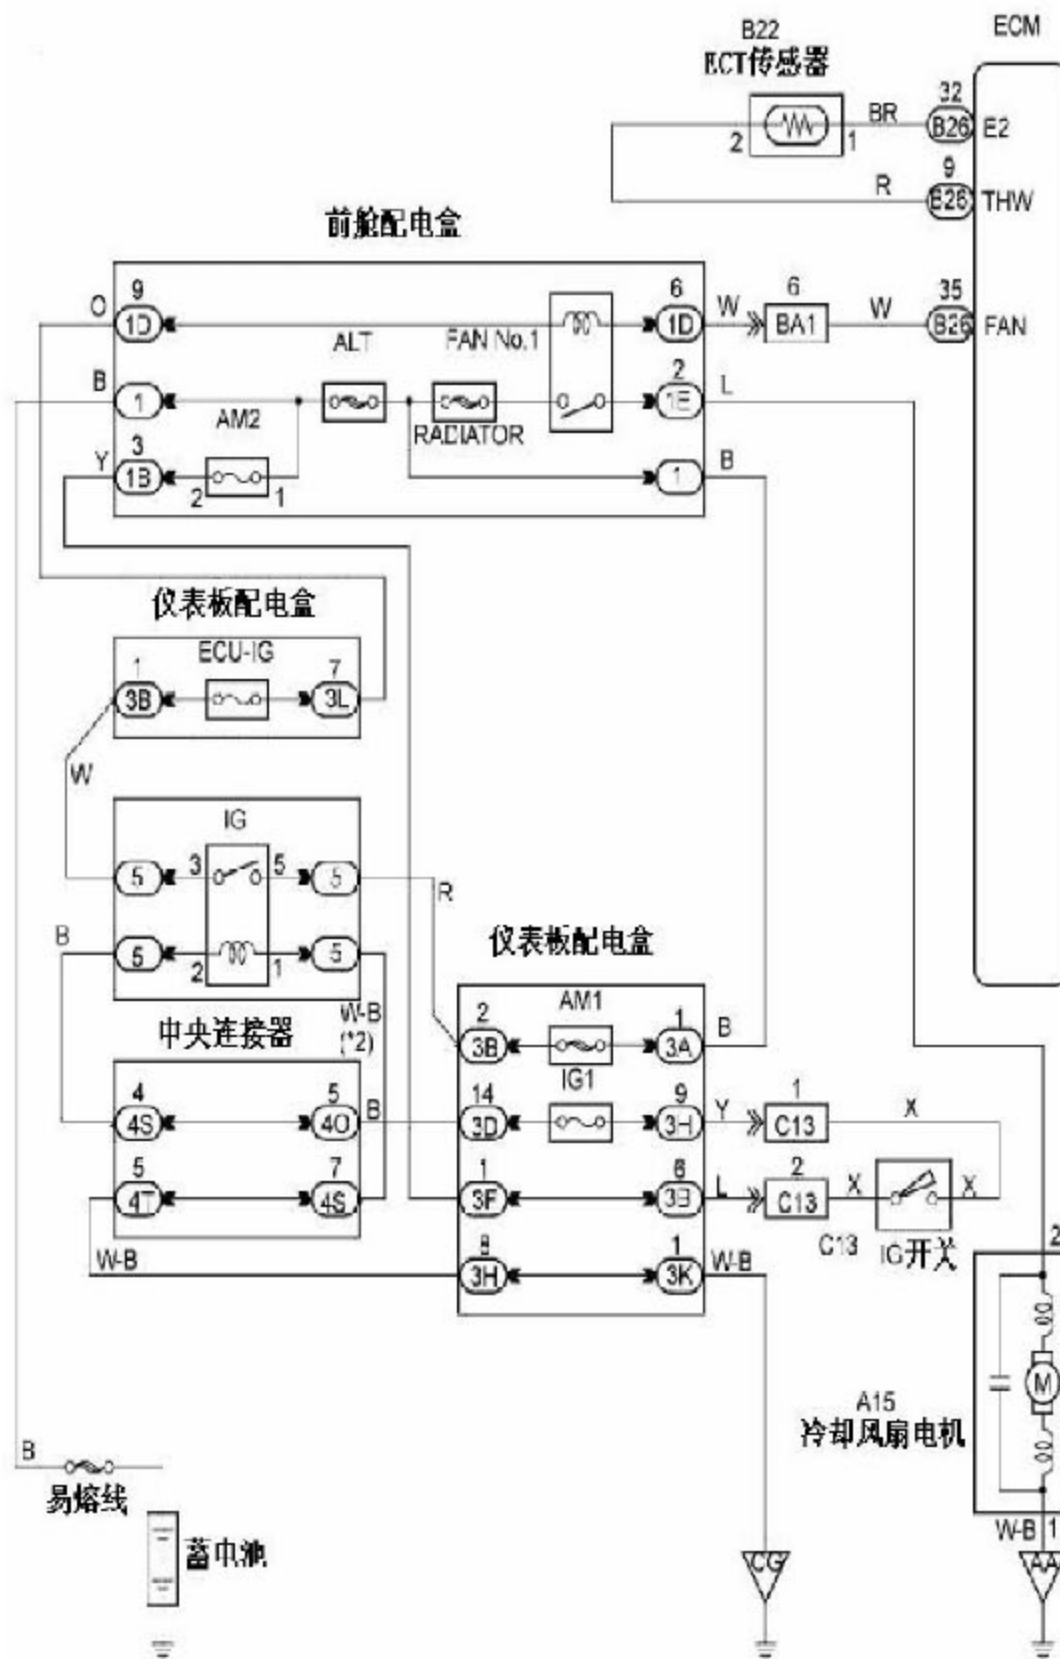 ECM
B22
ECT传感器
2
1
BR
32
B26
E2
R
9
B26
THW
前舱配电盒
O
9
1D
ALT
FAN No.1
6
1D
W
6
BA1
W
35
B26
FAN
B
1
AM2
RADIATOR
2
1E
L
Y
3
1B
2
1
1
B
仪表板配电盒
ECU-IG
1
3B
7
3L
W
IG
5
3
5
5
R
B
5
2
1
5
W-B
(*2)
仪表板配电盒
中央连接器
4
4S
5
4O
B
5
4T
7
4S
W-B
AM1
2
3B
1
3A
B
IG1
14
3D
9
3H
Y
1
C13
X
1
3F
6
3B
L
2
C13
X
X
C13
IG开关
8
3H
1
3K
W-B
2
M
A15
冷却风扇电机
B
易熔线
蓄电池
W-B
1
CG
AA